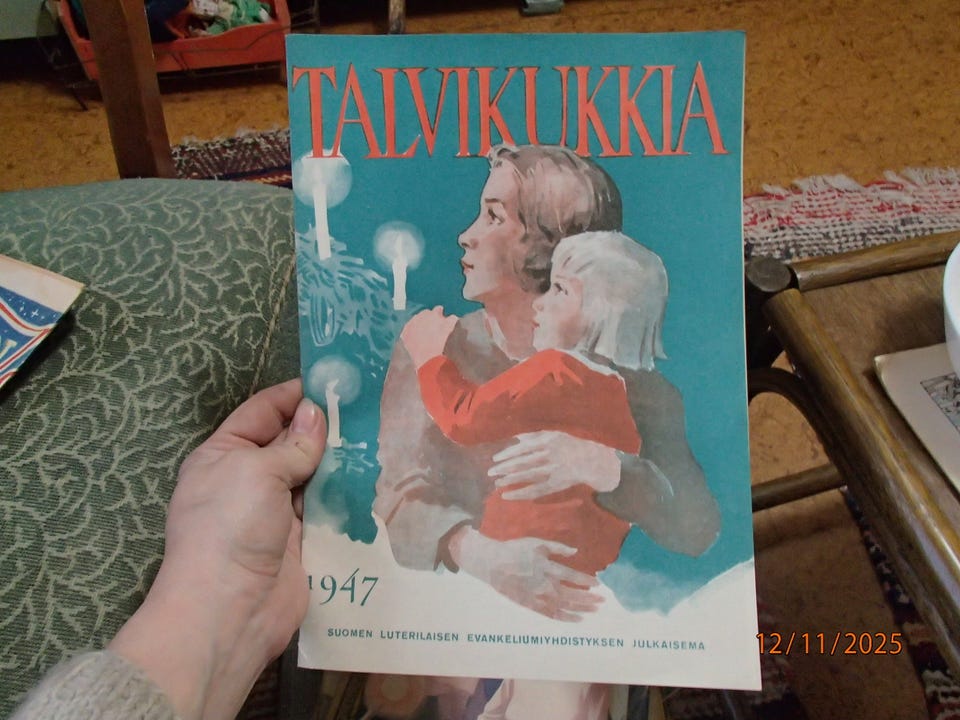 TALVIKUKKIA
1947
SUOMEN LUTERILAISEN EVANKELIUMIYHDISTYKSEN JULKAISEMA
12/11/2025